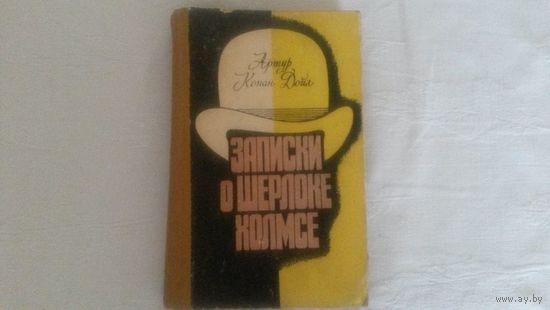 Артур
Конан Дойл
ЗАПИСКИ
О ШЕРЛОКЕ
ХОЛМСЕ
www.ay.by